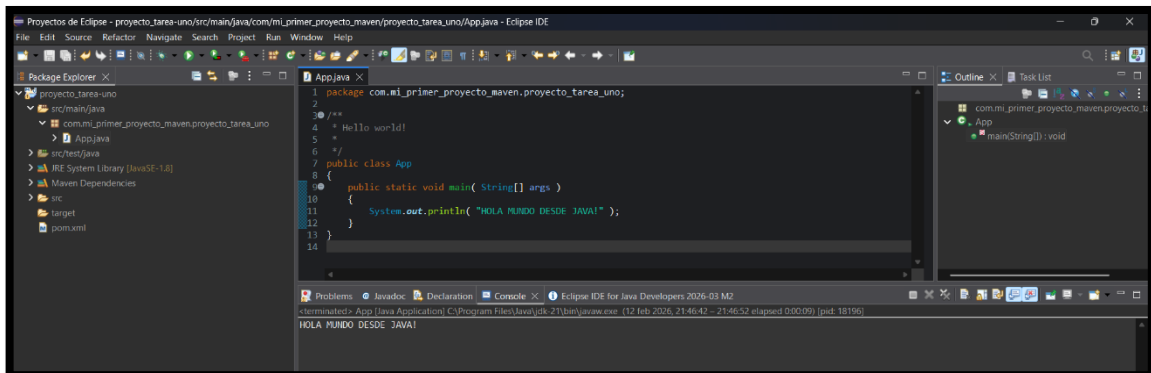 Proyectos de Eclipse - proyecto_tarea-uno/src/main/java/com/mi_primer_proyecto_maven/proyecto_tarea_uno/App.java - Eclipse IDE
File Edit Source Refactor Navigate Search Project Run Window Help
Package Explorer
proyecto_tarea-uno
src/main/java
com.mi_primer_proyecto_maven.proyecto_tarea_uno
App.java
src/test/java
JRE System Library [JavaSE-1.8]
Maven Dependencies
src
target
pom.xml
App.java
1 package com.mi_primer_proyecto_maven.proyecto_tarea_uno;
2
3 /**
4 * Hello world!
5 *
6 */
7 public class App
8 {
9 public static void main( String[] args )
10 {
11 System.out.println( "HOLA MUNDO DESDE JAVA!" );
12 }
13 }
14
Outline Task List
com.mi_primer_proyecto_maven.proyecto_ta
App
main(String[]) : void
Problems Javadoc Declaration Console Eclipse IDE for Java Developers 2026-03 M2
<terminated> App [Java Application] C:\Program Files\Java\jdk-21\bin\javaw.exe (12 feb 2026, 21:46:42 – 21:46:52 elapsed 0:00:09) [pid: 18196]
HOLA MUNDO DESDE JAVA!